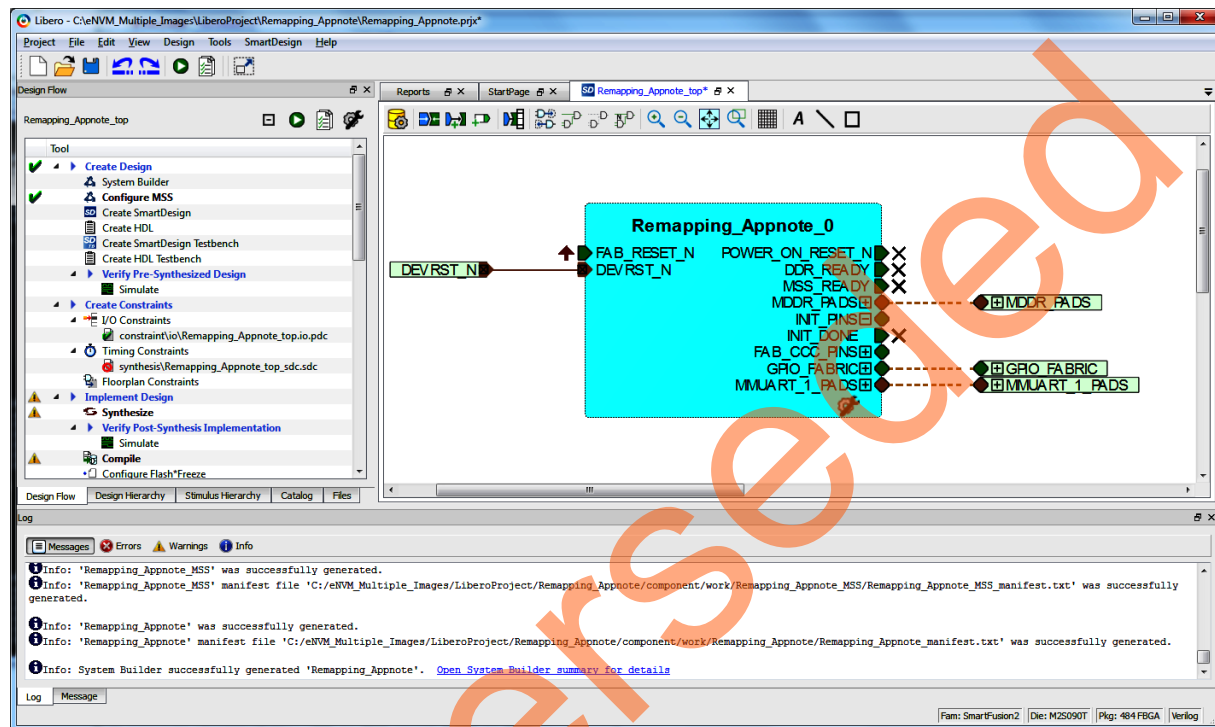 Libero - C:\eNVM_Multiple_Images\LiberoProject\Remapping_Appnote\Remapping_Appnote.prjx*
Project File Edit View Design Tools SmartDesign Help
Design Flow
Reports StartPage SD Remapping_Appnote_top*
Remapping_Appnote_top
Tool
Create Design
System Builder
Configure MSS
SD Create SmartDesign
Create HDL
Create SmartDesign Testbench
Create HDL Testbench
Verify Pre-Synthesized Design
Simulate
Create Constraints
I/O Constraints
constraint\io\Remapping_Appnote_top.io.pdc
Timing Constraints
synthesis\Remapping_Appnote_top_sdc.sdc
Floorplan Constraints
Implement Design
Synthesize
Verify Post-Synthesis Implementation
Simulate
Compile
Configure Flash*Freeze
Design Flow Design Hierarchy Stimulus Hierarchy Catalog Files
Remapping_Appnote_0
FAB_RESET_N POWER_ON_RESET_N
DEVRST_N DEVRST_N DDR_READY
MSS_READY
MDDR_PADS MDDR_PADS
INIT_PINS
INIT_DONE
FAB_CCC_PINS
GPIO_FABRIC GPIO_FABRIC
MMUART_1_PADS MMUART_1_PADS
Log
Messages Errors Warnings Info
Info: 'Remapping_Appnote_MSS' was successfully generated.
Info: 'Remapping_Appnote_MSS' manifest file 'C:/eNVM_Multiple_Images/LiberoProject/Remapping_Appnote/component/work/Remapping_Appnote_MSS/Remapping_Appnote_MSS_manifest.txt' was successfully
generated.
Info: 'Remapping_Appnote' was successfully generated.
Info: 'Remapping_Appnote' manifest file 'C:/eNVM_Multiple_Images/LiberoProject/Remapping_Appnote/component/work/Remapping_Appnote/Remapping_Appnote_manifest.txt' was successfully generated.
Info: System Builder successfully generated 'Remapping_Appnote'. Open System Builder summary for details
Log Message
Fam: SmartFusion2 Die: M2S090T Pkg: 484 FBGA Verilog
erseded